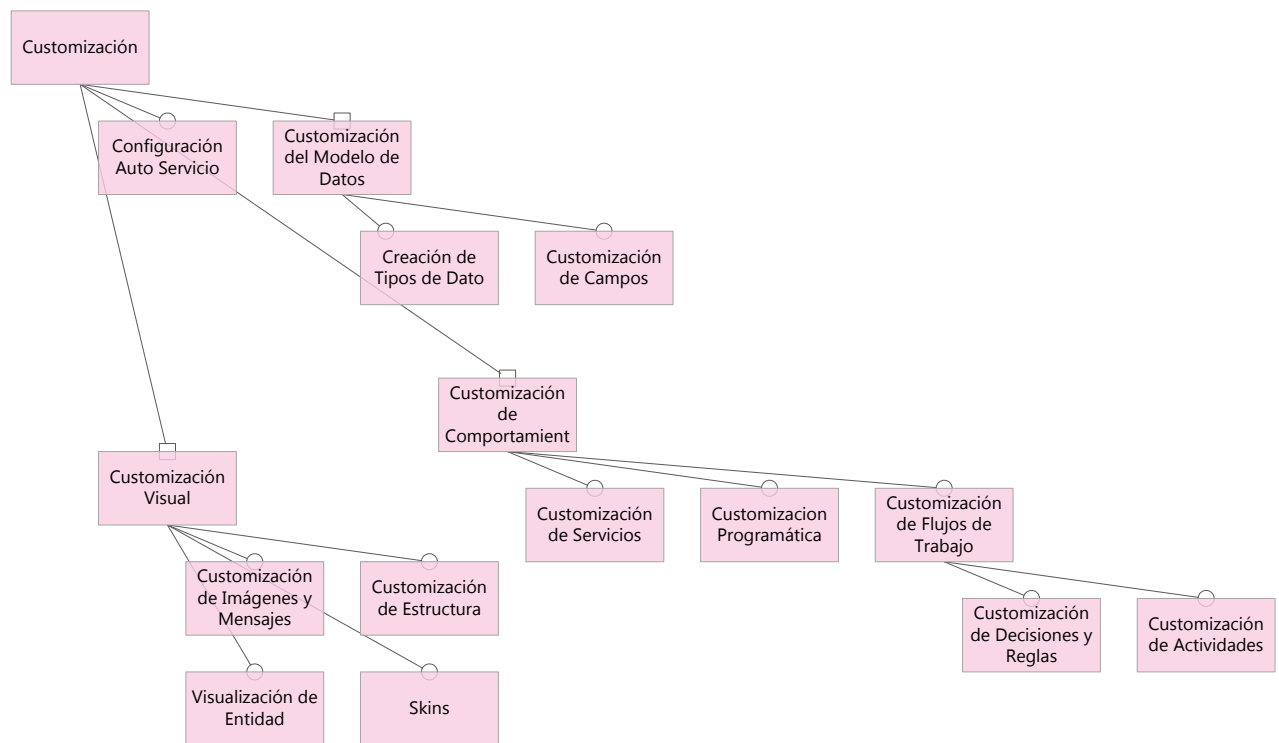 Customización
Configuración
Auto Servicio
Customización
del Modelo de
Datos
Creación de
Tipos de Dato
Customización
de Campos
Customización
de
Comportamient
Customización
Visual
Customización
de Servicios
Customizacion
Programática
Customización
de Flujos de
Trabajo
Customización
de Imágenes y
Mensajes
Customización
de Estructura
Customización
de Decisiones y
Reglas
Customización
de Actividades
Visualización de
Entidad
Skins